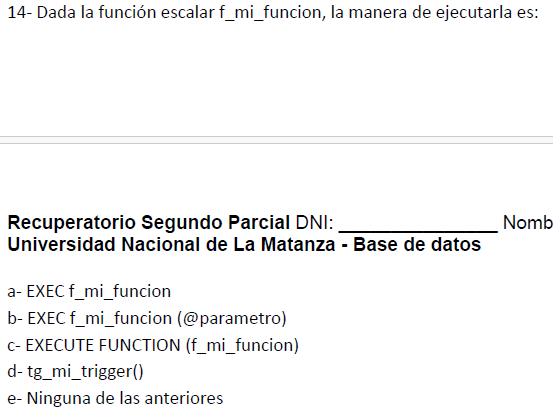 14- Dada la función escalar f_mi_funcion, la manera de ejecutarla es:
Recuperatorio Segundo Parcial DNI: ________________ Nomb
Universidad Nacional de La Matanza - Base de datos
a- EXEC f_mi_funcion
b- EXEC f_mi_funcion (@parametro)
c- EXECUTE FUNCTION (f_mi_funcion)
d- tg_mi_trigger()
e- Ninguna de las anteriores